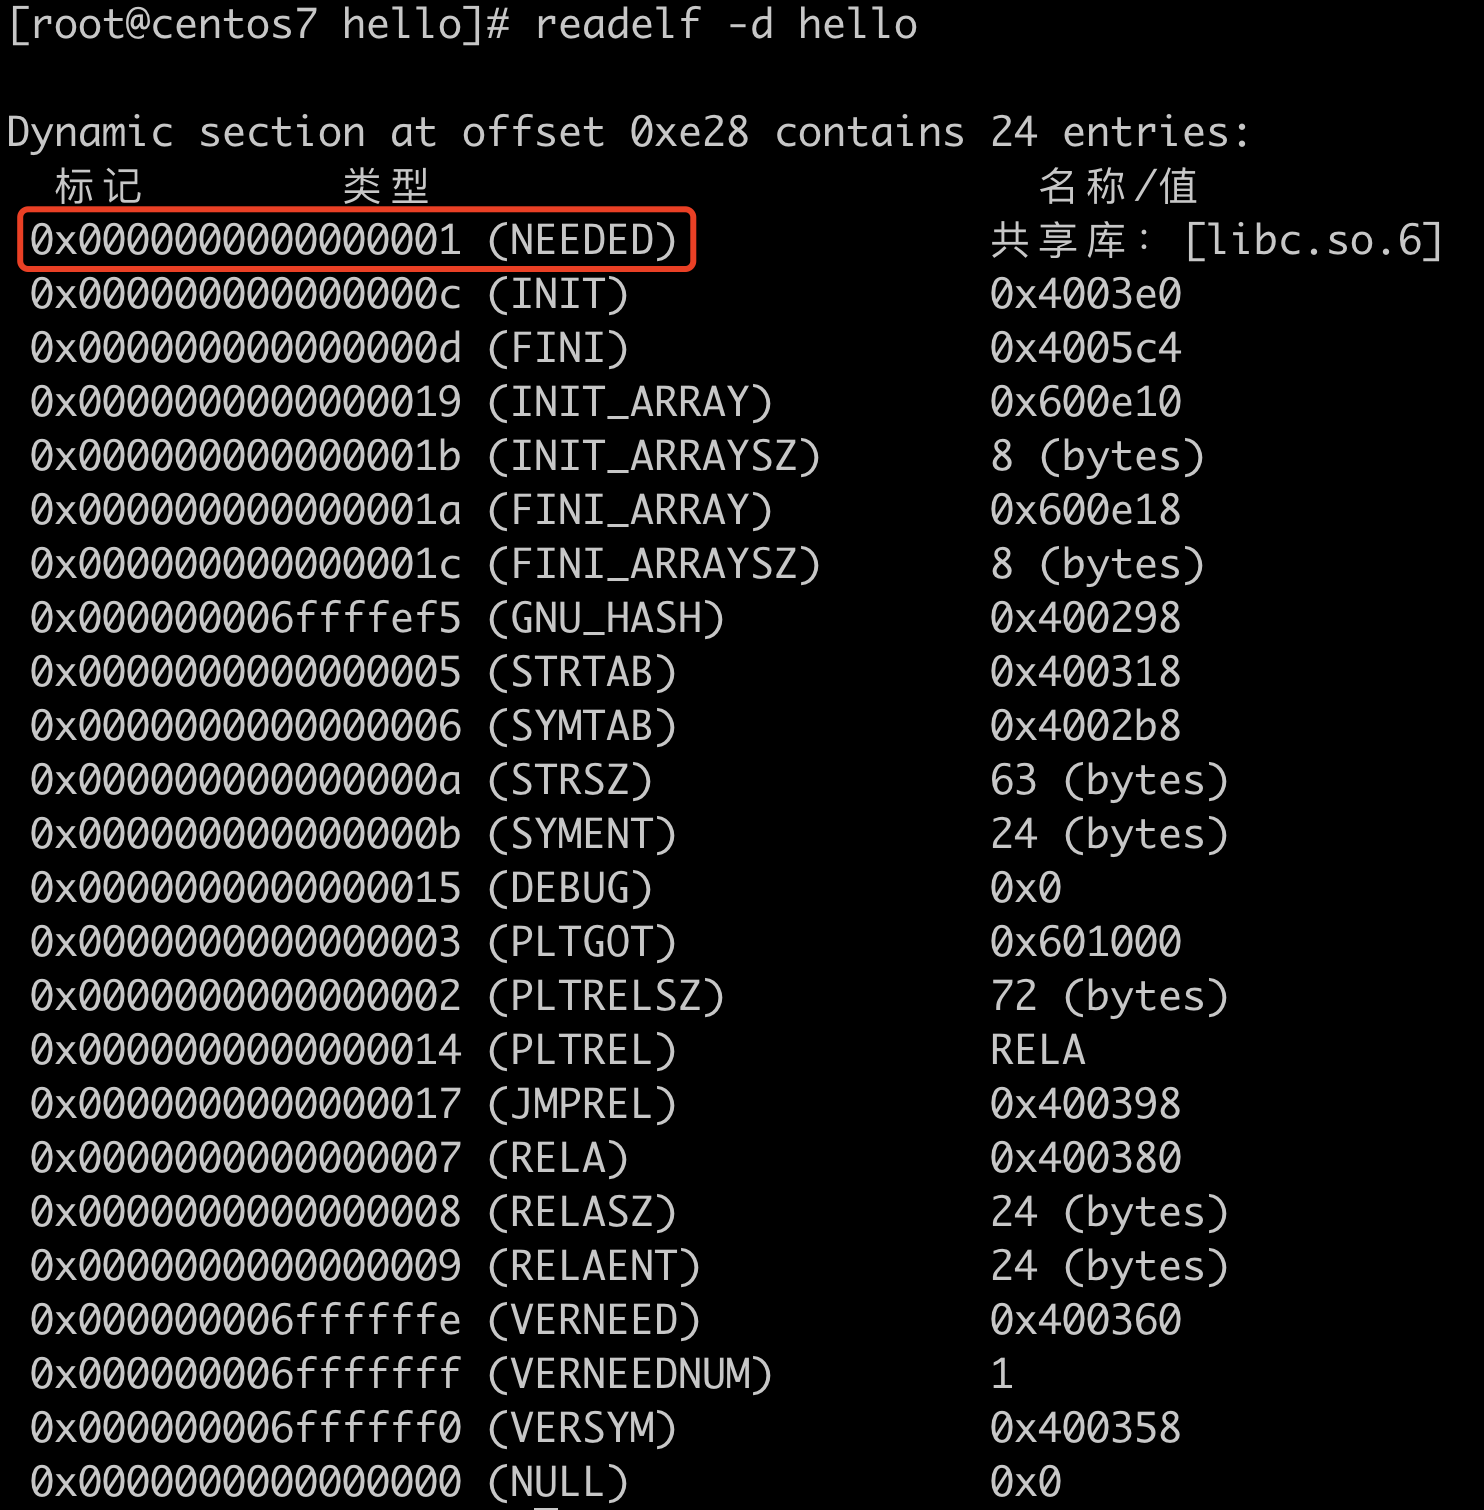 [root@centos7 hello]# readelf -d hello
Dynamic section at offset 0xe28 contains 24 entries:
标记 类型 名称/值
0x0000000000000001 (NEEDED) 共享库：[libc.so.6]
0x000000000000000c (INIT) 0x4003e0
0x000000000000000d (FINI) 0x4005c4
0x0000000000000019 (INIT_ARRAY) 0x600e10
0x000000000000001b (INIT_ARRAYSZ) 8 (bytes)
0x000000000000001a (FINI_ARRAY) 0x600e18
0x000000000000001c (FINI_ARRAYSZ) 8 (bytes)
0x000000006ffffef5 (GNU_HASH) 0x400298
0x0000000000000005 (STRTAB) 0x400318
0x0000000000000006 (SYMTAB) 0x4002b8
0x000000000000000a (STRSZ) 63 (bytes)
0x000000000000000b (SYMENT) 24 (bytes)
0x0000000000000015 (DEBUG) 0x0
0x0000000000000003 (PLTGOT) 0x601000
0x0000000000000002 (PLTRELSZ) 72 (bytes)
0x0000000000000014 (PLTREL) RELA
0x0000000000000017 (JMPREL) 0x400398
0x0000000000000007 (RELA) 0x400380
0x0000000000000008 (RELASZ) 24 (bytes)
0x0000000000000009 (RELAENT) 24 (bytes)
0x000000006ffffffe (VERNEED) 0x400360
0x000000006fffffff (VERNEEDNUM) 1
0x000000006ffffff0 (VERSYM) 0x400358
0x0000000000000000 (NULL) 0x0